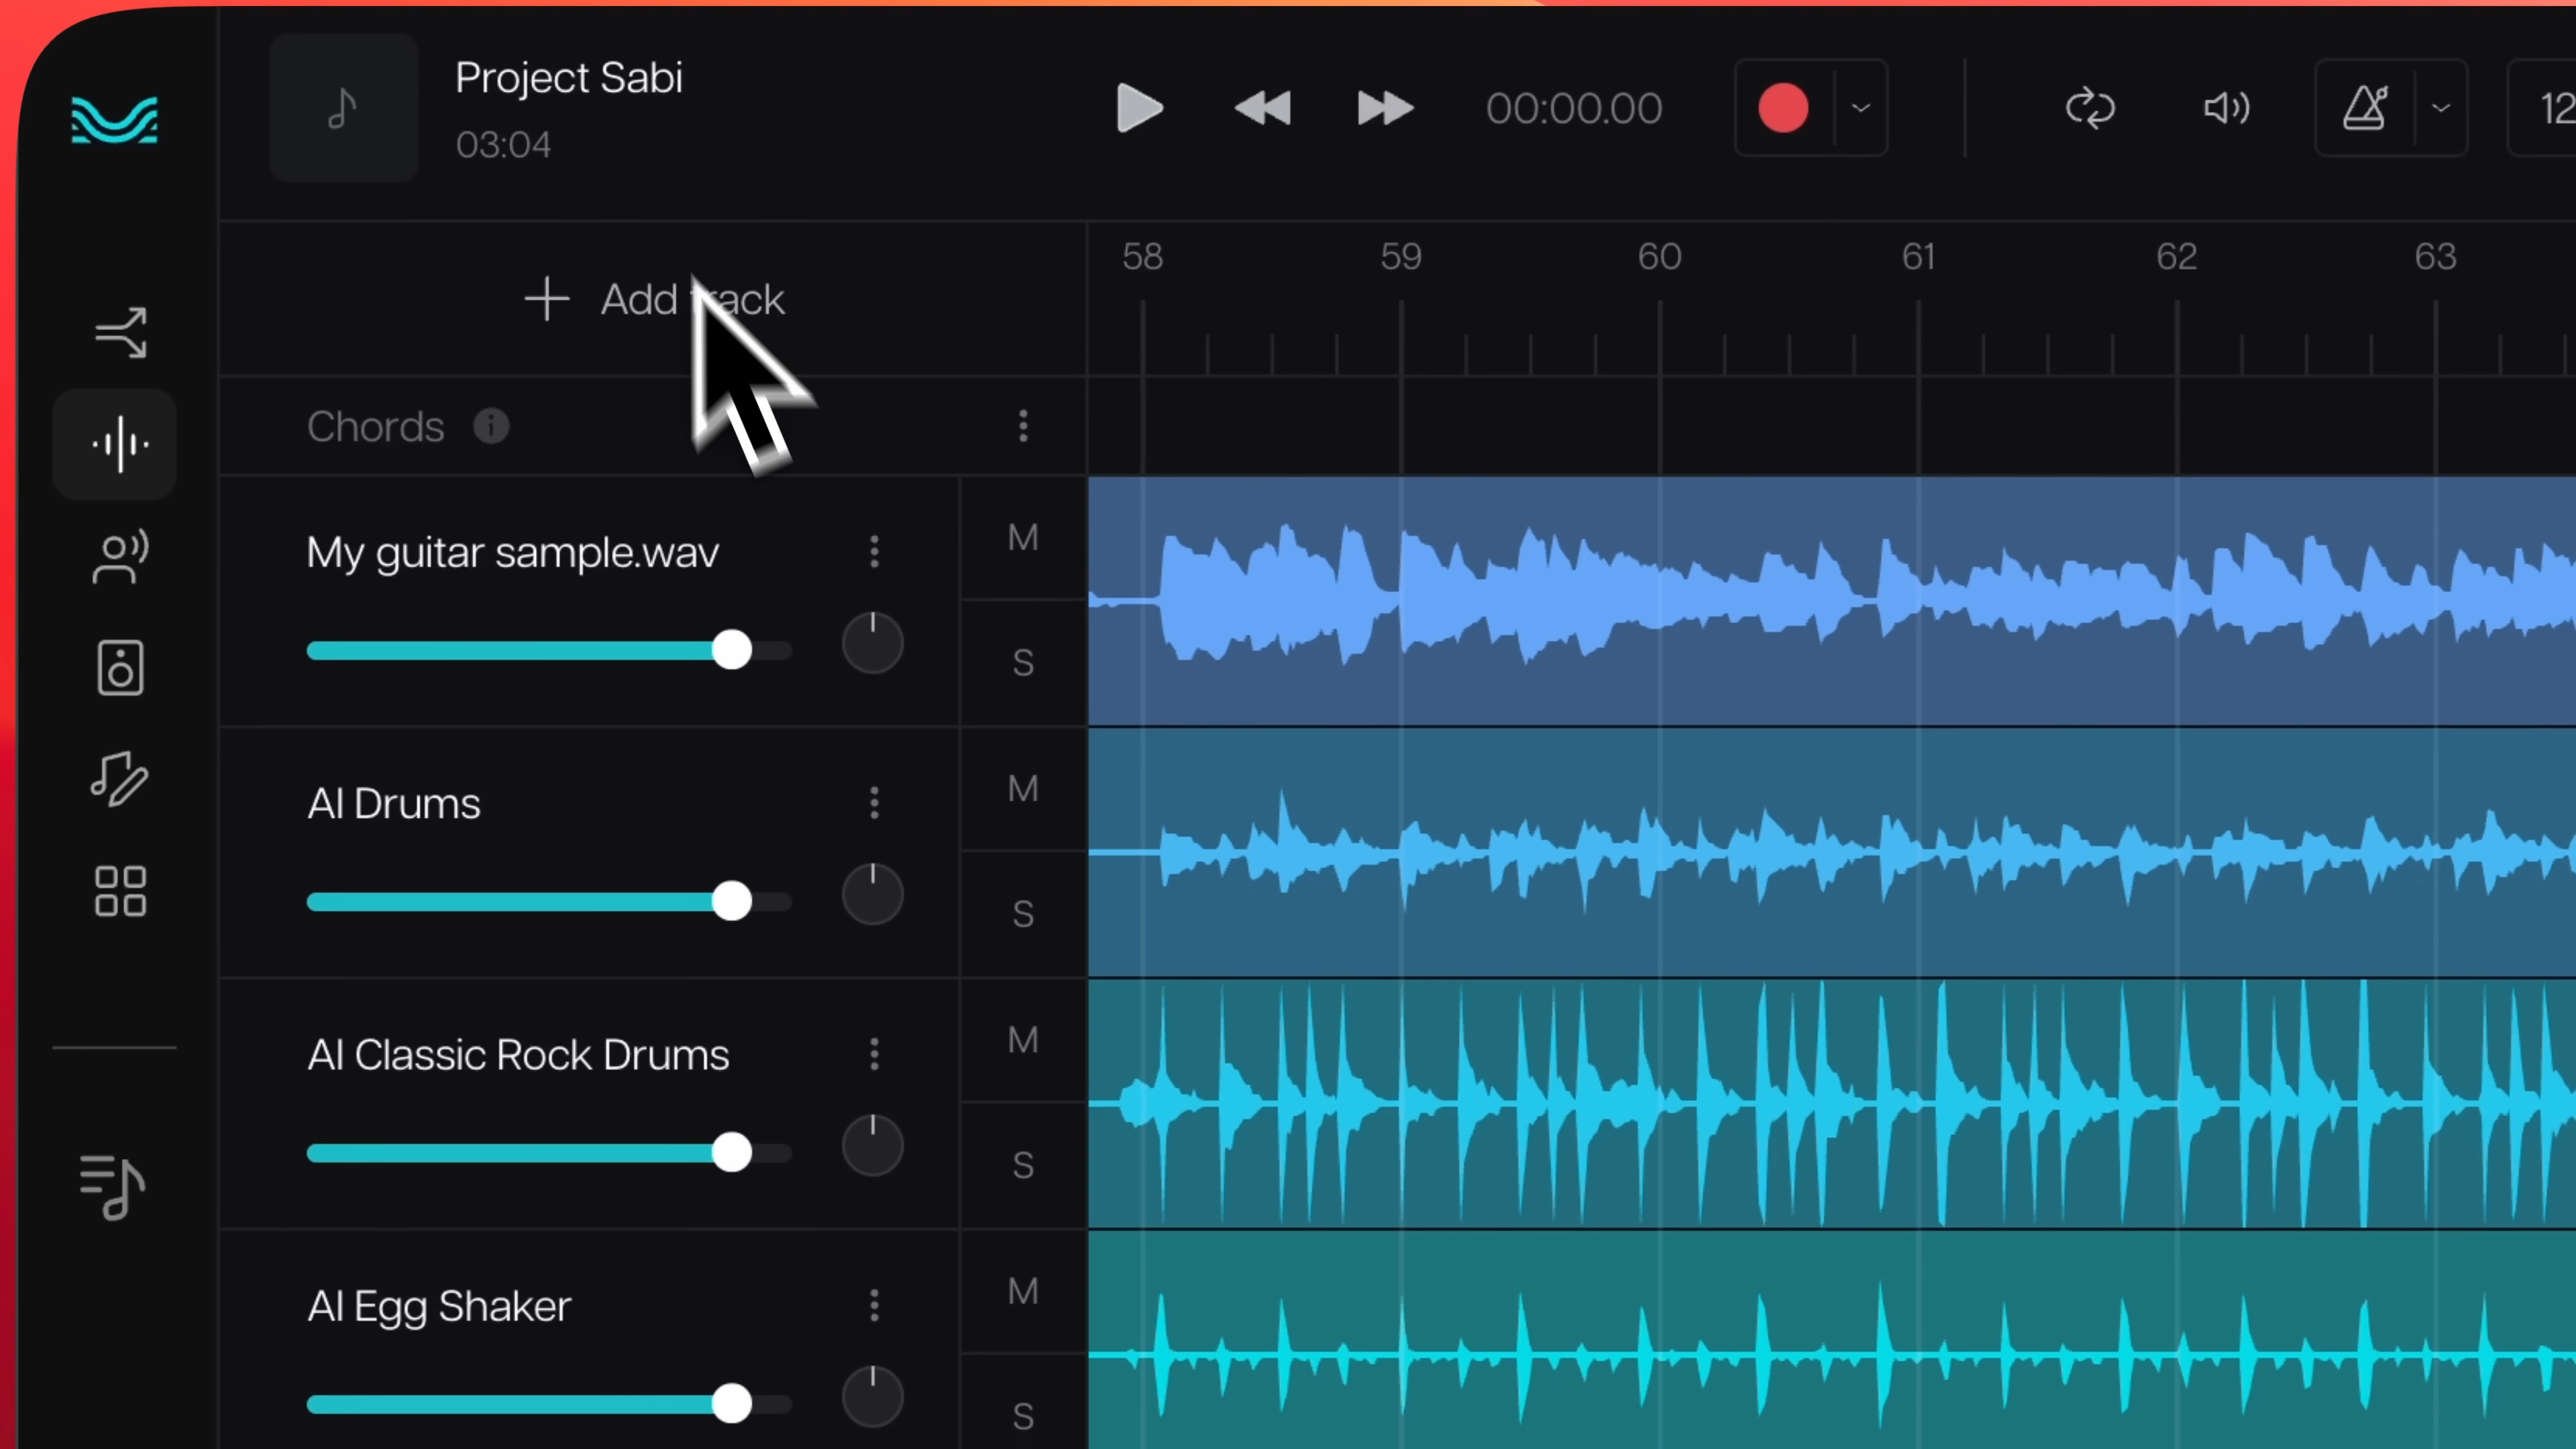 Project Sabi
03:04
00:00.00
12
Add track
58 59 60 61 62 63
Chords
My guitar sample.wav
M
S
AI Drums
M
S
AI Classic Rock Drums
M
S
AI Egg Shaker
M
S